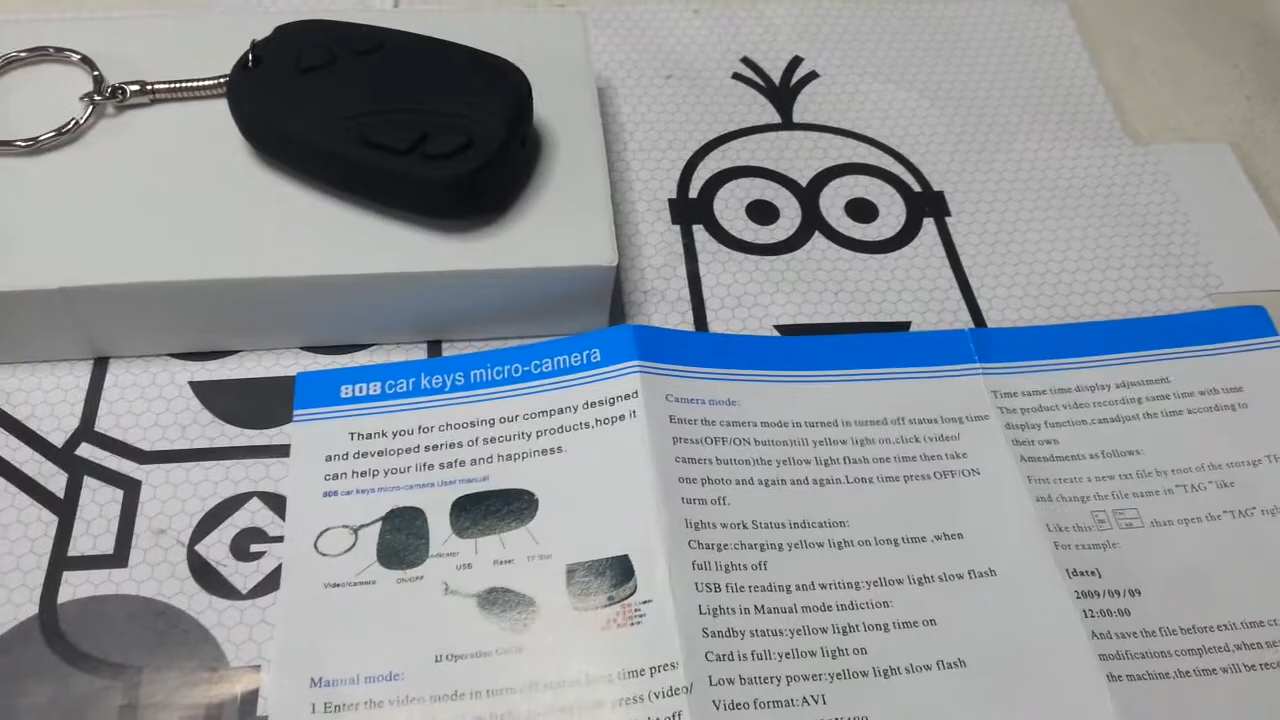 808 car keys micro-camera
Thank you for choosing our company designed
and developed series of security products,hope it
can help your life safe and happiness.
808 car keys micro-camera User manual
Indicator
USB
Reset
TF Slot
Video/camera
ON/OFF
II Operative Guide
Manual mode:
1.Enter the video mode in turn off status long time press
press (video/
Camera mode:
Enter the camera mode in turned in turned off status long time
press(OFF/ON button)till yellow light on,click (video/
camers button)the yellow light flash one time then take
one photo and again and again.Long time press OFF/ON
turm off.
lights work Status indication:
Charge:charging yellow light on long time ,when
full lights off
USB file reading and writing:yellow light slow flash
Lights in Manual mode indiction:
Sandby status:yellow light long time on
Card is full:yellow light on
Low battery power:yellow light slow flash
Video format:AVI
Time same time display adjustment
The product video recording same time with time
display function,canadjust the time according to
their own
Amendments as follows:
First create a new txt file by root of the storage TF
and change the file name in "TAG" like
Like this: ,than open the "TAG" righ
For example:
[date]
2009/09/09
12:00:00
And save the file before exit.time cr
modifications completed,when ne
the machine,the time will be reco
G